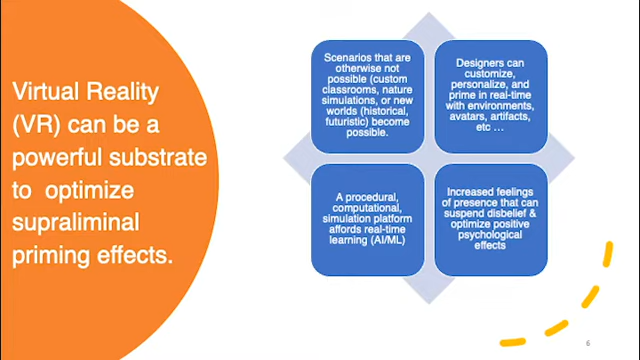 Virtual Reality
(VR) can be a
powerful substrate
to optimize
supraliminal
priming effects.
Scenarios that are
otherwise not
possible (custom
classrooms, nature
simulations, or new
worlds (historical,
futuristic) become
possible.
Designers can
customize,
personalize, and
prime in real-time
with environments,
avatars, artifacts,
etc ...
A procedural,
computational,
simulation platform
affords real-time
learning (AI/ML)
Increased feelings
of presence that can
suspend disbelief &
optimize positive
psychological
effects
6